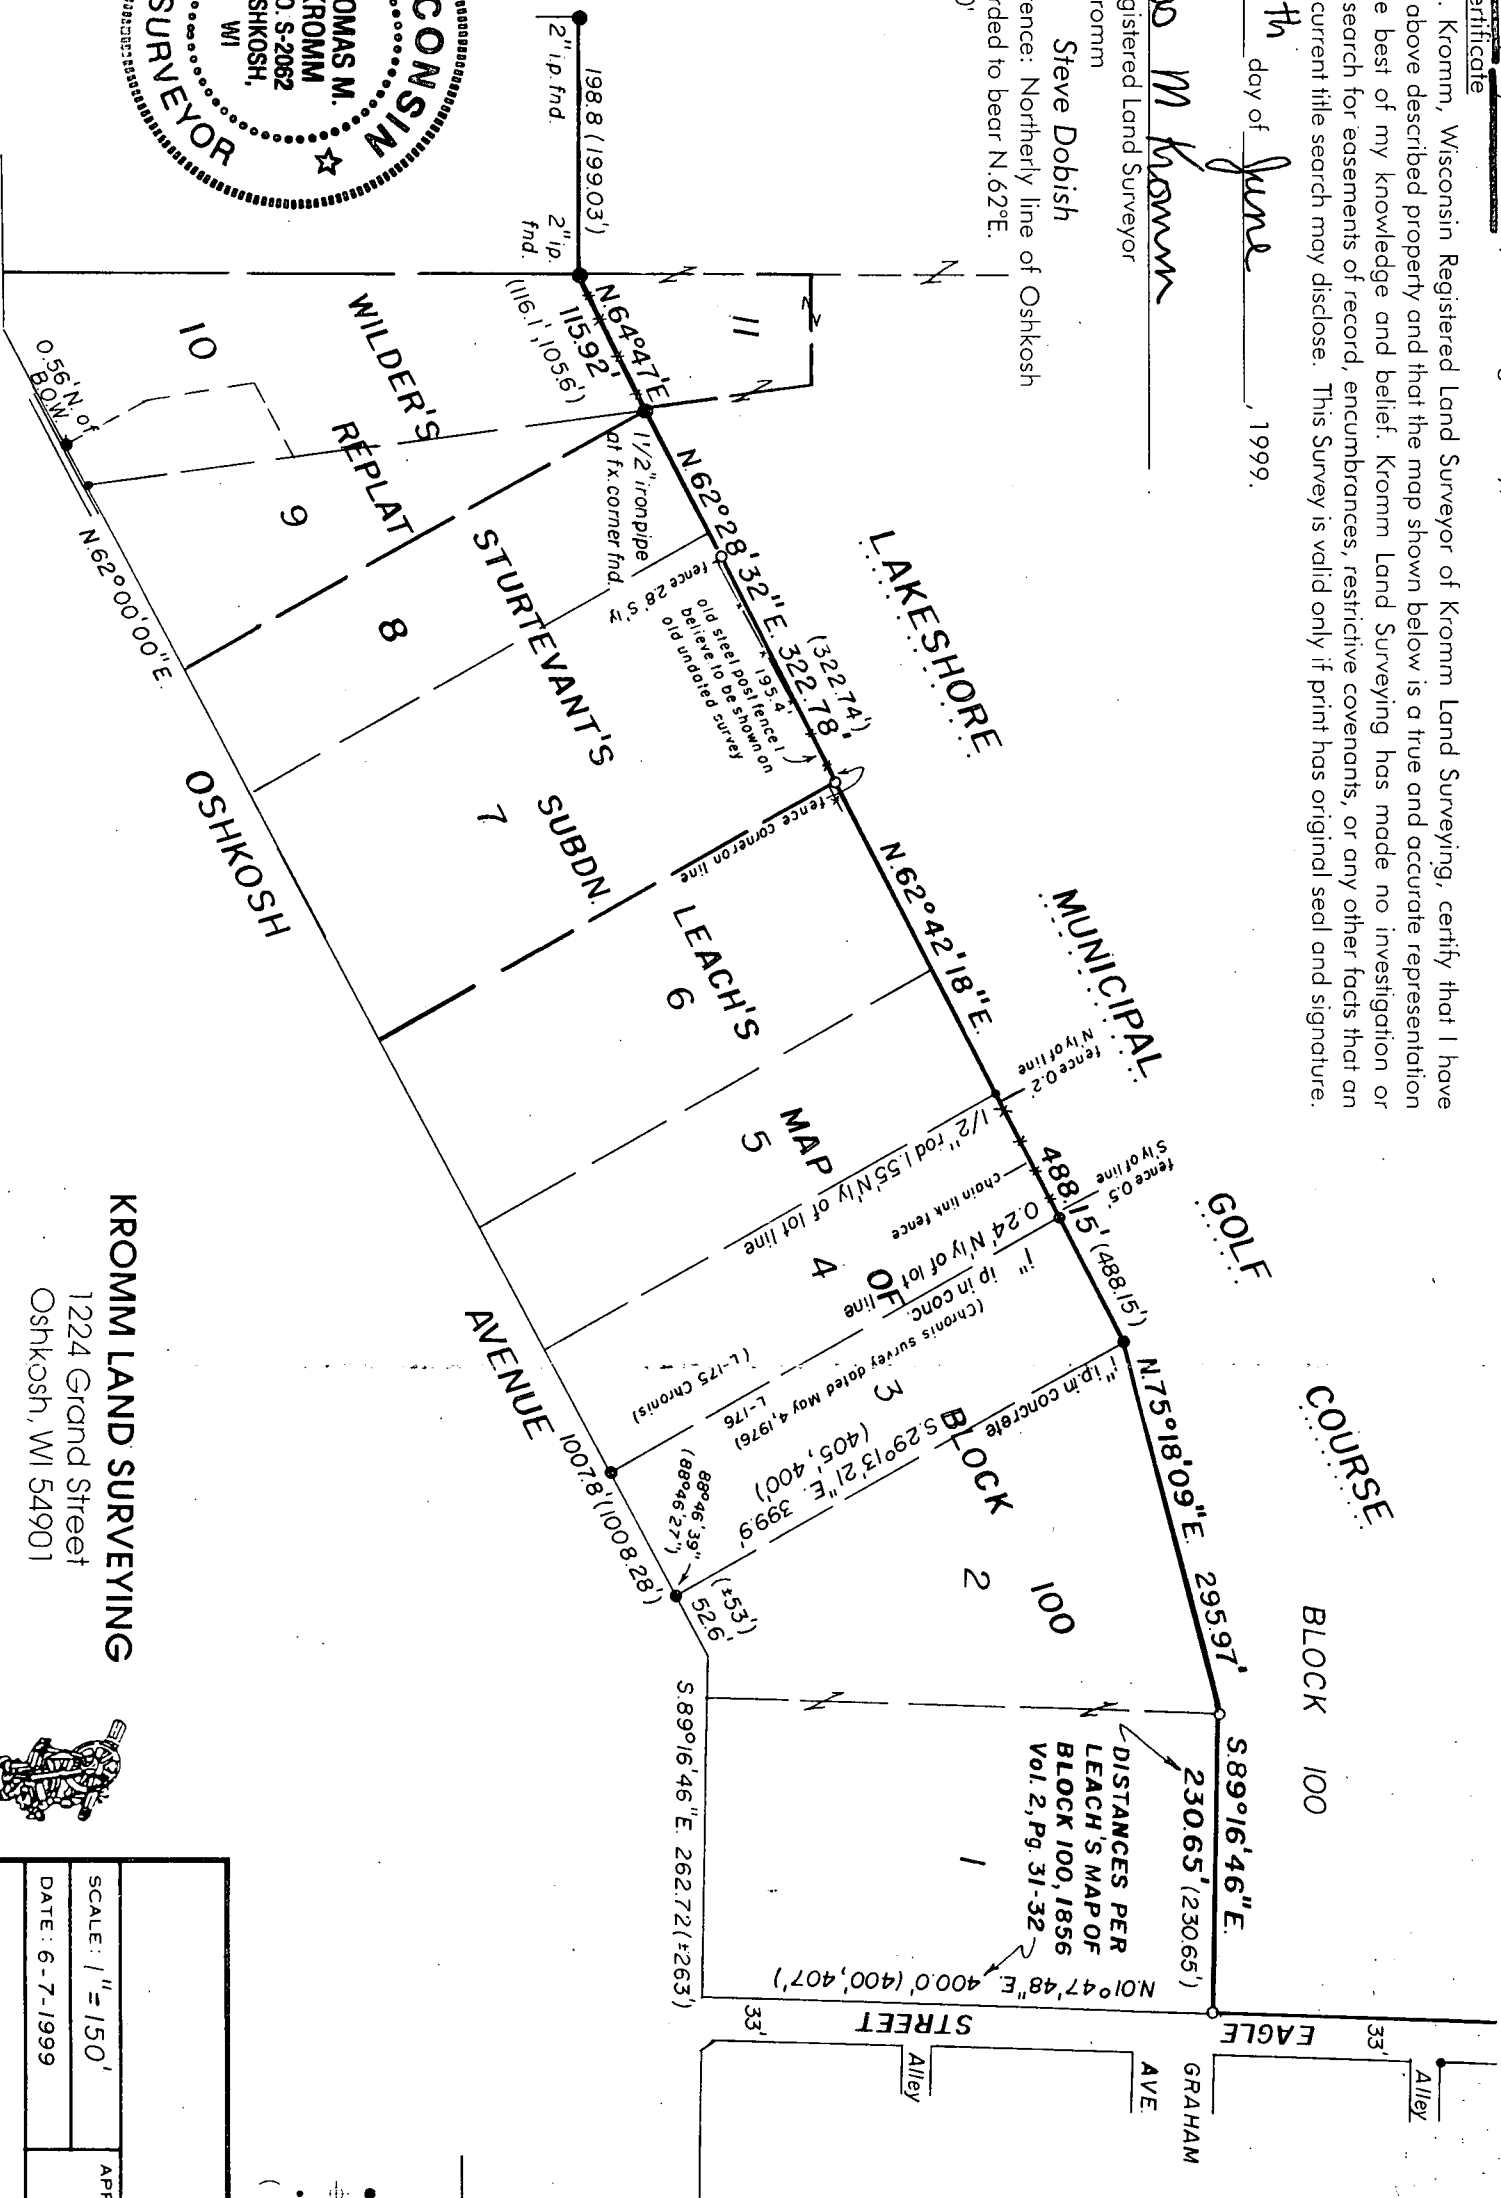 ertificate
. Kromm, Wisconsin Registered Land Surveyor of Kromm Land Surveying, certify that I have
above described property and that the map shown below is a true and accurate representation
e best of my knowledge and belief. Kromm Land Surveying has made no investigation or
search for easements of record, encumbrances, restrictive covenants, or any other facts that an
current title search may disclose. This Survey is valid only if print has original seal and signature.
th day of June , 1999.
M Kromm
gistered Land Surveyor
romm
Steve Dobish
rence: Northerly line of Oshkosh
rded to bear N.62°E.
)'
CONSIN
OMAS M.
KROMM
O. S-2062
SHKOSH,
WI
SURVEYOR
198.8 (199.03')
2" i.p. fnd.
2" ip.
fnd.
N.64°47'E.
115.92'
(116.1', 105.6')
11
1 1/2" iron pipe
at fx. corner fnd.
N.62°28'32"E. 322.78'
(322.74')
195.4'
fence 2.8' S'ly
old steel post fence I
believe to be shown on
old undated survey
fence corner on line
LAKESHORE
MUNICIPAL
GOLF
COURSE
BLOCK 100
N.62°42'18"E.
488.15' (488.15')
fence 0.2'
N'ly of line
fence 0.5'
S'ly of line
1/2" rod 1.55' N'ly of lot line
chain link fence
0.24' N'ly of lot line
1" ip in conc.
(Chronis survey dated May 4, 1976)
L-176
(L-175 Chronis)
1" i.p. in concrete
S.29°13'21"E. 399.9'
(405', 400')
N.75°18'09"E. 295.97'
S.89°16'46"E.
230.65' (230.65')
DISTANCES PER
LEACH'S MAP OF
BLOCK 100, 1856
Vol. 2, Pg. 31-32
N.01°47'48"E. 400.0' (400', 407')
WILDER'S
REPLAT
10
9
8
STURTEVANT'S
SUBDN.
7
LEACH'S
MAP
OF
BLOCK
100
6
5
4
3
2
1
0.56' N. of
B.O.W.
N.62°00'00"E.
OSHKOSH
AVENUE
1007.8' (1008.28')
88°46'39"
(88°46'27")
(±53')
52.6'
S.89°16'46"E. 262.72 (±263')
33'
EAGLE
STREET
33'
Alley
GRAHAM
AVE.
Alley
KROMM LAND SURVEYING
1224 Grand Street
Oshkosh, WI 54901
SCALE: 1" = 150'
DATE: 6-7-1999
APP